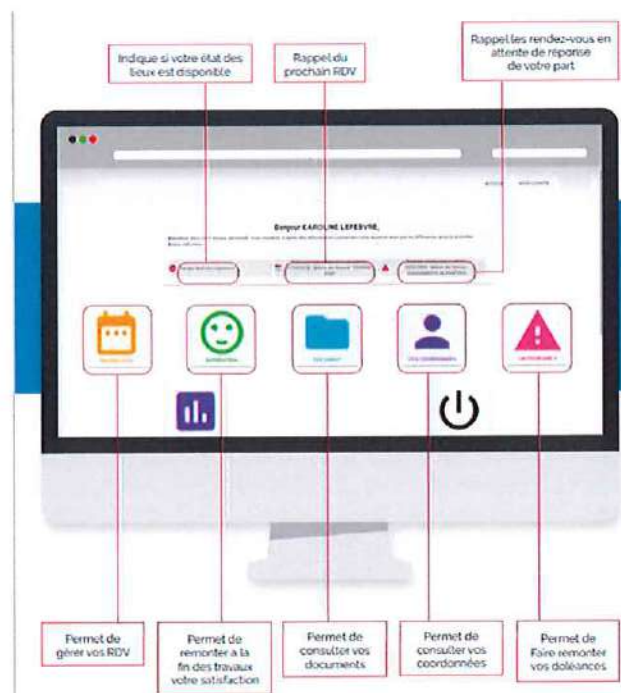 Indique si votre état des
lieux est disponible
Rappel du
prochain RDV
Rappel les rendez-vous en
attente de réponse
de votre part
Bonjour KAROLINE LEFEBVRE,
Permet de
gérer vos RDV
Permet de
remonter a la
fin des travaux
votre satisfaction
Permet de
consulter vos
documents
Permet de
consulter vos
coordonnées
Permet de
Faire remonter
vos doléances